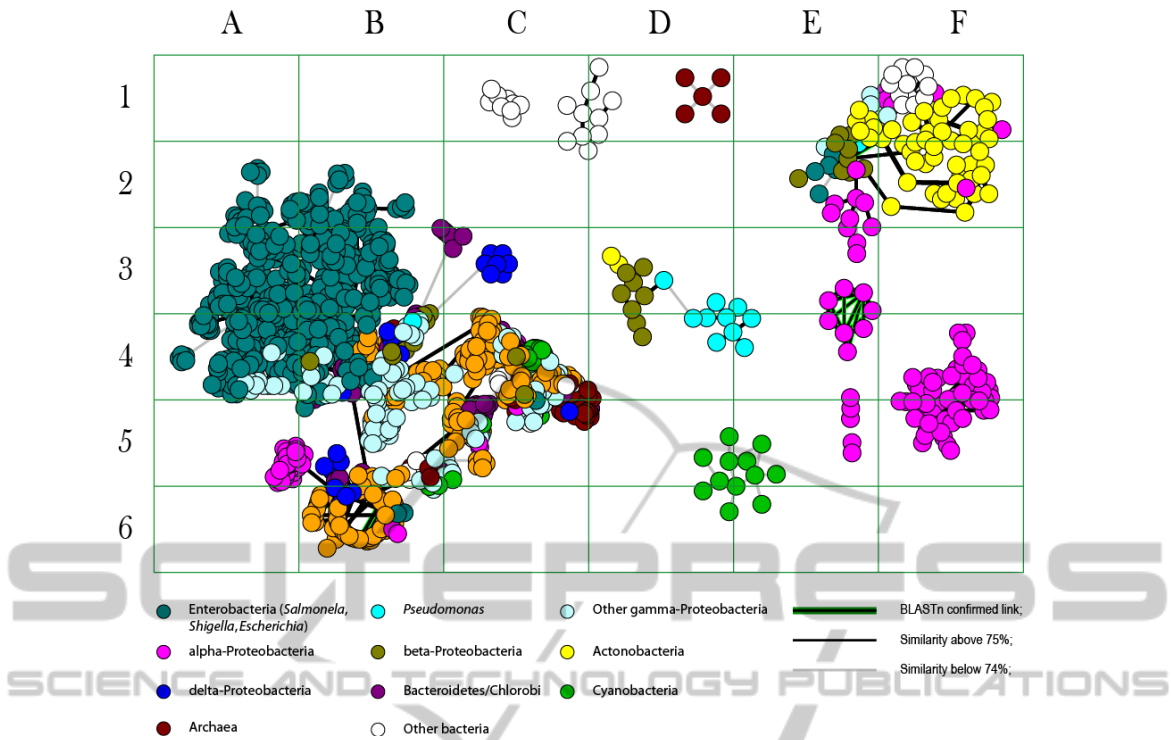 A B C D E F
1
2
3
4
5
6
SCITEPRESS
Enterobacteria (Salmonela,
Shigella, Escherichia)
Pseudomonas
Other gamma-Proteobacteria
BLASTn confirmed link;
alpha-Proteobacteria
beta-Proteobacteria
Actonobacteria
Similarity above 75%;
Similarity below 74%;
SCIENCE AND TECHNOLOGY PUBLICATIONS
delta-Proteobacteria
Bacteroidetes/Chlorobi
Cyanobacteria
Archaea
Other bacteria